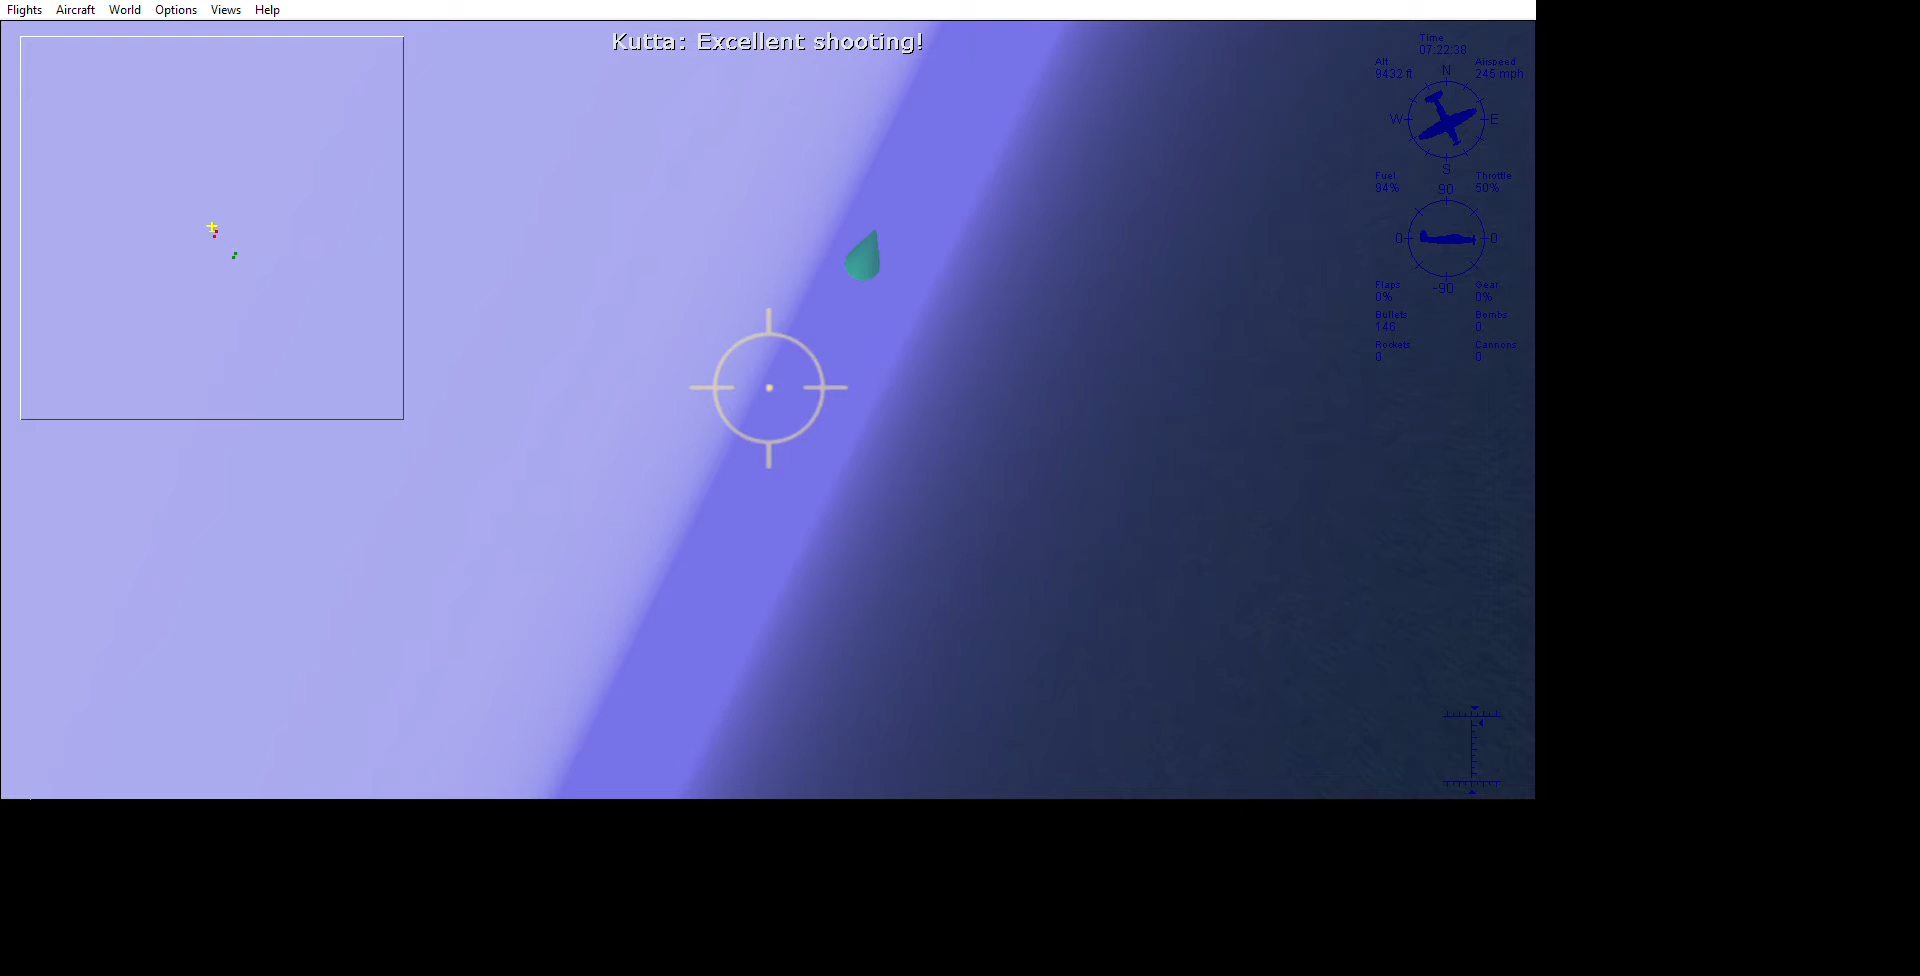 Flights Aircraft World Options Views Help
Kutta: Excellent shooting!
Time
07:22:38
Alt Airspeed
9432 ft 245 mph
N
W E
S
Fuel Throttle
94% 50%
90
0 0
-90
Flaps Gear
0% 0%
Bullets Bombs
146 0
Rockets Cannons
0 0